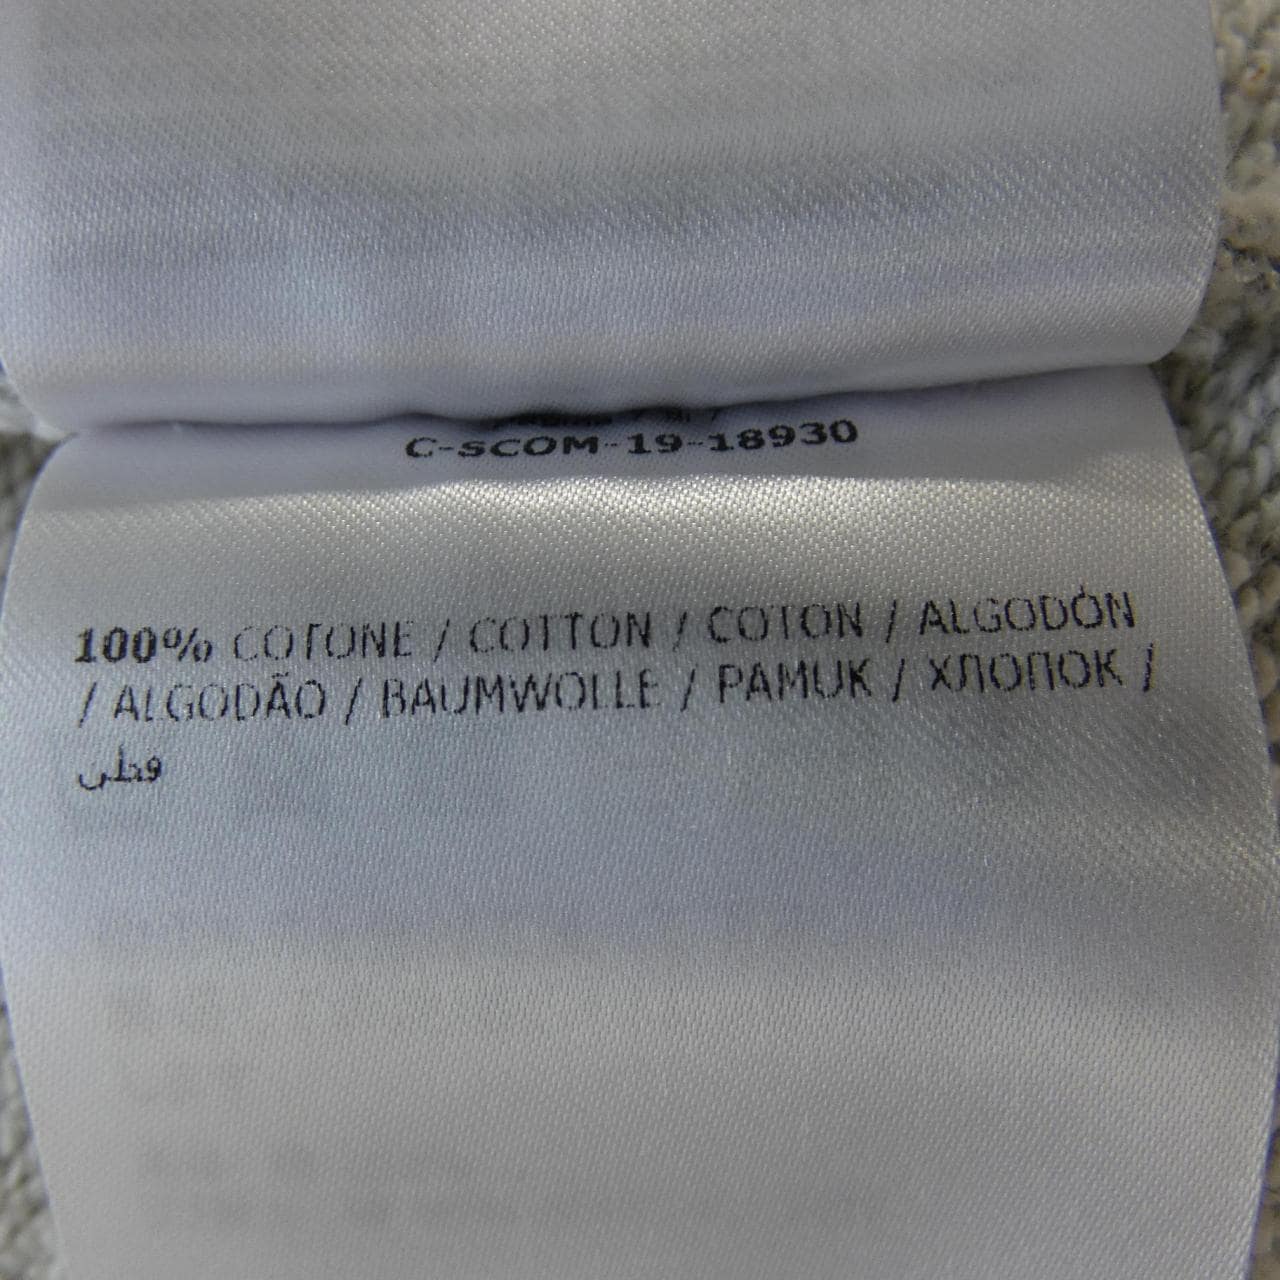 C-SCOM-19-18930
100% COTONE / COTTON / COTON / ALGODÓN
/ ALGODÃO / BAUMWOLLE / PAMUK / ХЛОПОК /
قطن